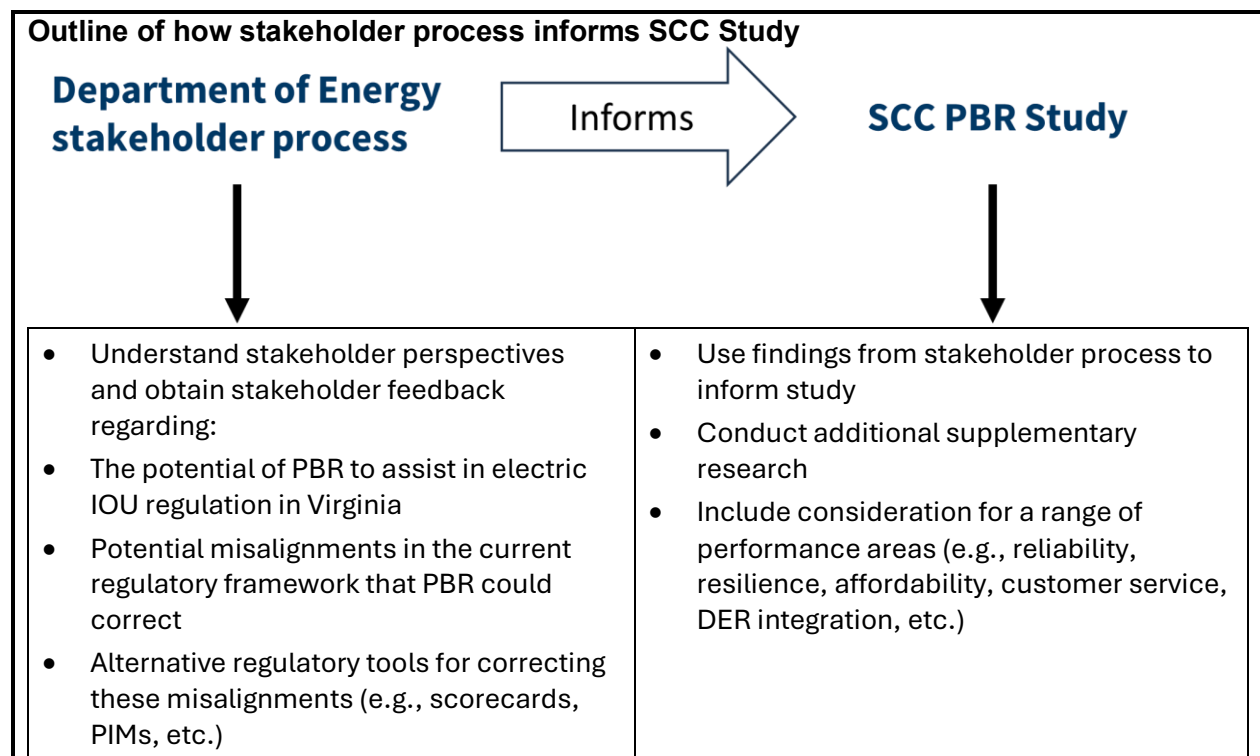 Outline of how stakeholder process informs SCC Study
Department of Energy
stakeholder process
Informs
SCC PBR Study
• Understand stakeholder perspectives
and obtain stakeholder feedback
regarding:
• The potential of PBR to assist in electric
IOU regulation in Virginia
• Potential misalignments in the current
regulatory framework that PBR could
correct
• Alternative regulatory tools for correcting
these misalignments (e.g., scorecards,
PIMs, etc.)
• Use findings from stakeholder process to
inform study
• Conduct additional supplementary
research
• Include consideration for a range of
performance areas (e.g., reliability,
resilience, affordability, customer service,
DER integration, etc.)